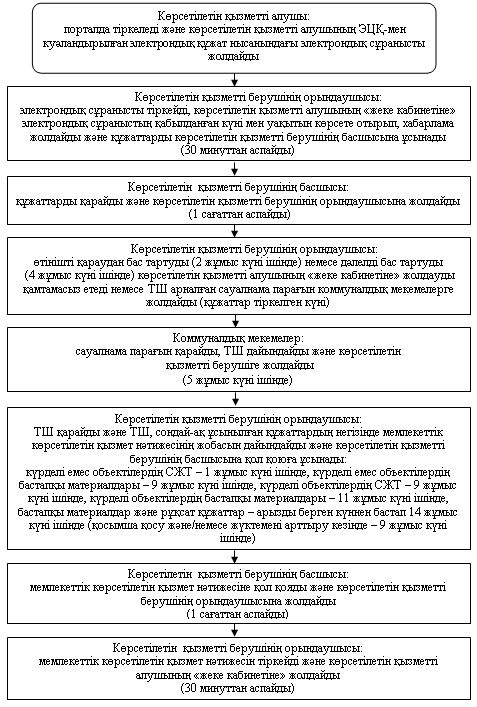 Көрсетілетін қызметті алушы:
порталда тіркеледі және көрсетілетін қызметті алушының ЭЦҚ-мен
куәландырылған электрондық құжат нысанындағы электрондық сұранысты
жолдайды
Көрсетілетін қызметті берушінің орындаушысы:
электрондық сұранысты тіркейді, көрсетілетін қызметті алушының «жеке кабинетіне»
электрондық сұраныстың қабылданған күні мен уақытын көрсете отырып, хабарлама
жолдайды және құжаттарды көрсетілетін қызметті берушінің басшысына ұсынады
(30 минуттан аспайды)
Көрсетілетін қызметті берушінің басшысы:
құжаттарды қарайды және көрсетілетін қызметті берушінің орындаушысына жолдайды
(1 сағаттан аспайды)
Көрсетілетін қызметті берушінің орындаушысы:
өтінішті қараудан бас тартуды (2 жұмыс күні ішінде) немесе дәлелді бас тартуды
(4 жұмыс күні ішінде) көрсетілетін қызметті алушының «жеке кабинетіне» жолдауды
қамтамасыз етеді немесе ТШ арналған сауалнама парағын коммуналдық мекемелерге
жолдайды (құжаттар тіркелген күні)
Коммуналдық мекемелер:
сауалнама парағын қарайды, ТШ дайындайды және көрсетілетін
қызметті берушіге жолдайды
(5 жұмыс күні ішінде)
Көрсетілетін қызметті берушінің орындаушысы:
ТШ қарайды және ТШ, сондай-ақ ұсынылған құжаттардың негізінде мемлекеттік
көрсетілетін қызмет нәтижесінің жобасын дайындайды және көрсетілетін қызметті
берушінің басшысына қол қоюға ұсынады:
күрделі емес объектілердің СЖТ – 1 жұмыс күні ішінде, күрделі емес объектілердің
бастапқы материалдары – 9 жұмыс күні ішінде, күрделі объектілердің СЖТ – 9 жұмыс
күні ішінде, күрделі объектілердің бастапқы материалдары – 11 жұмыс күні ішінде,
бастапқы материалдар және рұқсат құжаттар – арызды берген күннен бастап 14 жұмыс
күні ішінде (қосымша қосу және/немесе жүктемені арттыру кезінде – 9 жұмыс күні
ішінде)
Көрсетілетін қызметті берушінің басшысы:
мемлекеттік көрсетілетін қызмет нәтижесіне қол қояды және көрсетілетін қызметті
берушінің орындаушысына жолдайды
(1 сағаттан аспайды)
Көрсетілетін қызметті берушінің орындаушысы:
мемлекеттік көрсетілетін қызмет нәтижесін тіркейді және көрсетілетін қызметті
алушының «жеке кабинетіне» жолдайды
(30 минуттан аспайды)